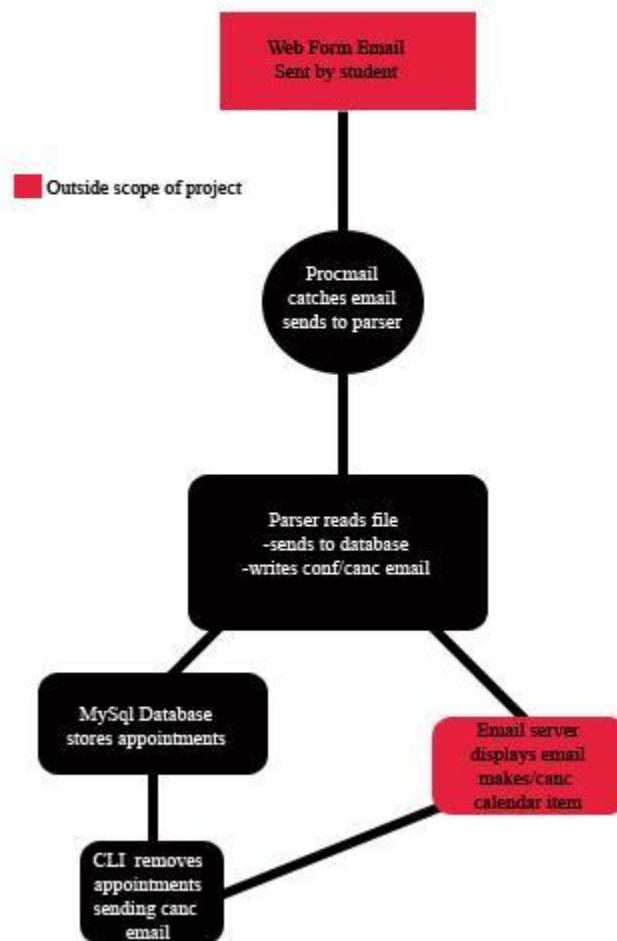 Web Form Email
Sent by student
Outside scope of project
Procmail
catches email
sends to parser
Parser reads file
-sends to database
-writes conf/canc email
MySql Database
stores appointments
Email server
displays email
makes/canc
calendar item
CLI removes
appointments
sending canc
email